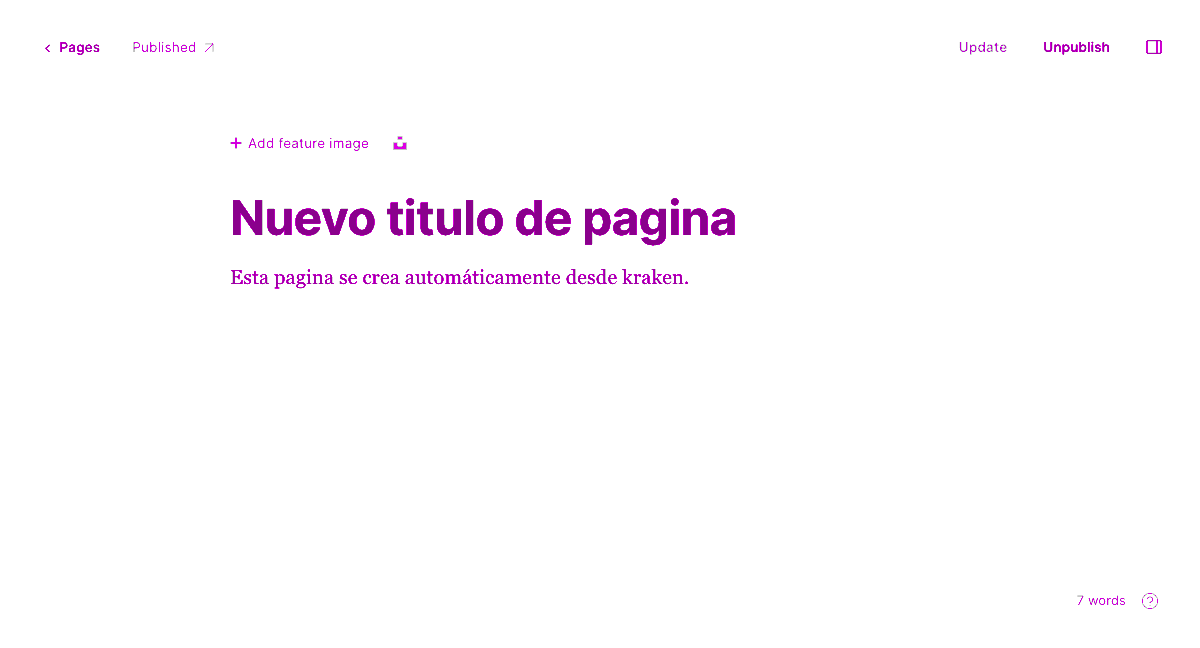 Pages
Published
Update
Unpublish
Add feature image
Nuevo titulo de pagina
Esta pagina se crea automáticamente desde kraken.
7 words
?